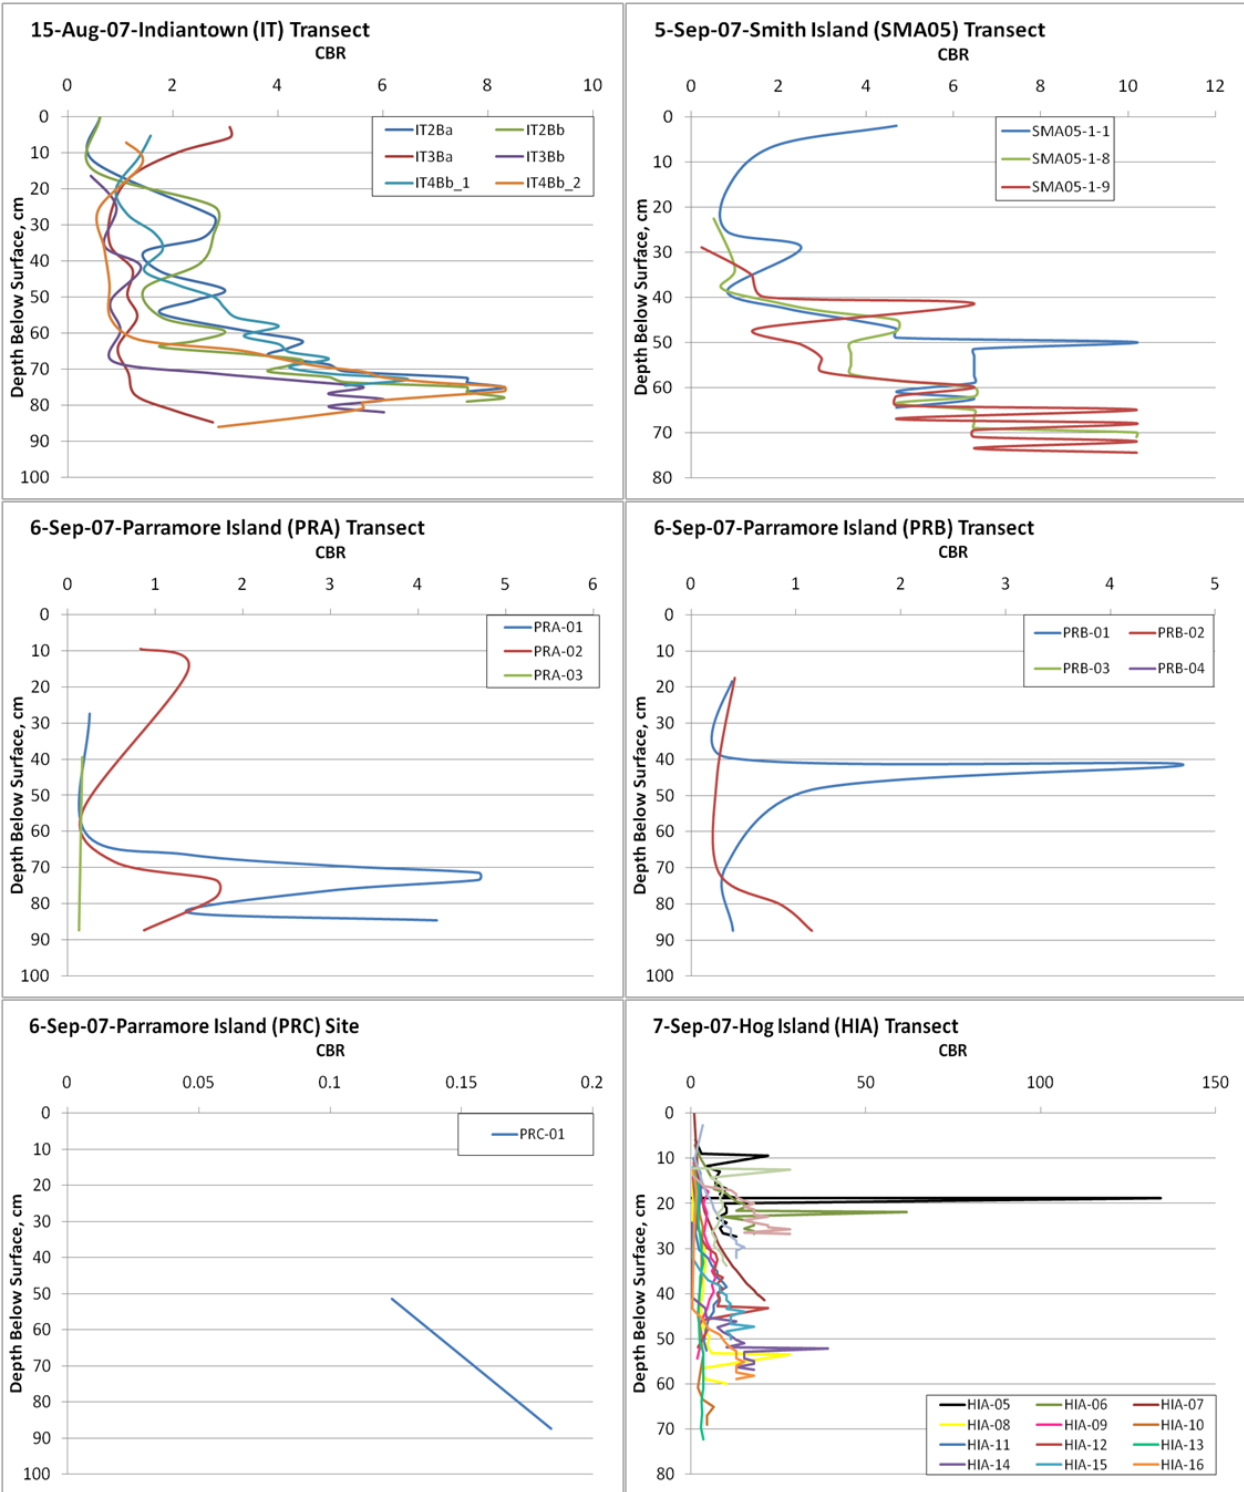 15-Aug-07-Indiantown (IT) Transect
CBR
0 2 4 6 8 10
0
10
20
30
40
50
60
70
80
90
100
Depth Below Surface, cm
IT2Ba IT2Bb
IT3Ba IT3Bb
IT4Bb_1 IT4Bb_2
5-Sep-07-Smith Island (SMA05) Transect
CBR
0 2 4 6 8 10 12
0
10
20
30
40
50
60
70
80
Depth Below Surface, cm
SMA05-1-1
SMA05-1-8
SMA05-1-9
6-Sep-07-Parramore Island (PRA) Transect
CBR
0 1 2 3 4 5 6
0
10
20
30
40
50
60
70
80
90
100
Depth Below Surface, cm
PRA-01
PRA-02
PRA-03
6-Sep-07-Parramore Island (PRB) Transect
CBR
0 1 2 3 4 5
0
10
20
30
40
50
60
70
80
90
100
Depth Below Surface, cm
PRB-01 PRB-02
PRB-03 PRB-04
6-Sep-07-Parramore Island (PRC) Site
CBR
0 0.05 0.1 0.15 0.2
0
10
20
30
40
50
60
70
80
90
100
Depth Below Surface, cm
PRC-01
7-Sep-07-Hog Island (HIA) Transect
CBR
0 50 100 150
0
10
20
30
40
50
60
70
80
Depth Below Surface, cm
HIA-05 HIA-06 HIA-07
HIA-08 HIA-09 HIA-10
HIA-11 HIA-12 HIA-13
HIA-14 HIA-15 HIA-16